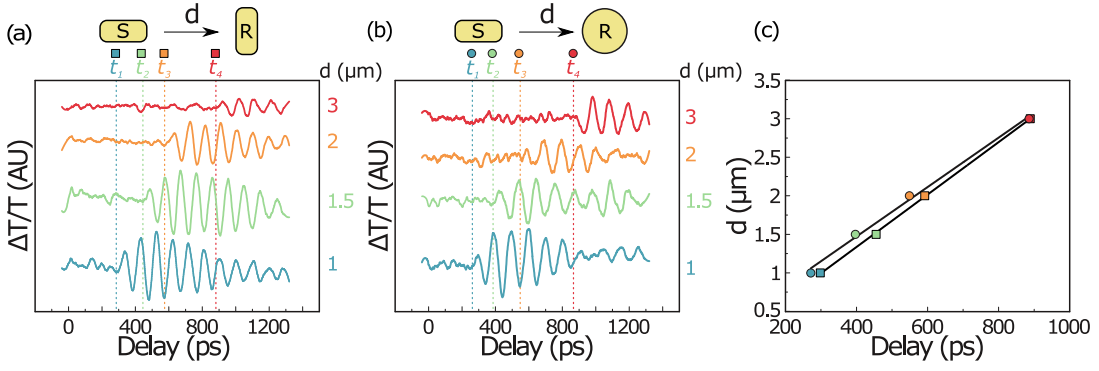 (a)
S
d
R
t1 t2 t3 t4
d (μm)
3
2
1.5
1
ΔT/T (AU)
0 400 800 1200
Delay (ps)
(b)
S
d
R
t1 t2 t3 t4
d (μm)
3
2
1.5
1
ΔT/T (AU)
0 400 800 1200
Delay (ps)
(c)
3.5
3
2.5
2
1.5
1
0.5
d (μm)
200 400 600 800 1000
Delay (ps)